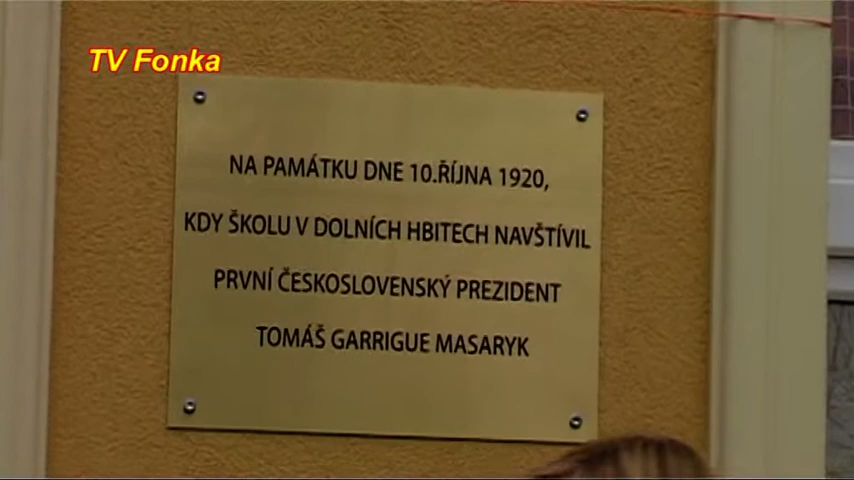 TV Fonka
NA PAMÁTKU DNE 10.ŘÍJNA 1920,
KDY ŠKOLU V DOLNÍCH HBITECH NAVŠTÍVIL
PRVNÍ ČESKOSLOVENSKÝ PREZIDENT
TOMÁŠ GARRIGUE MASARYK